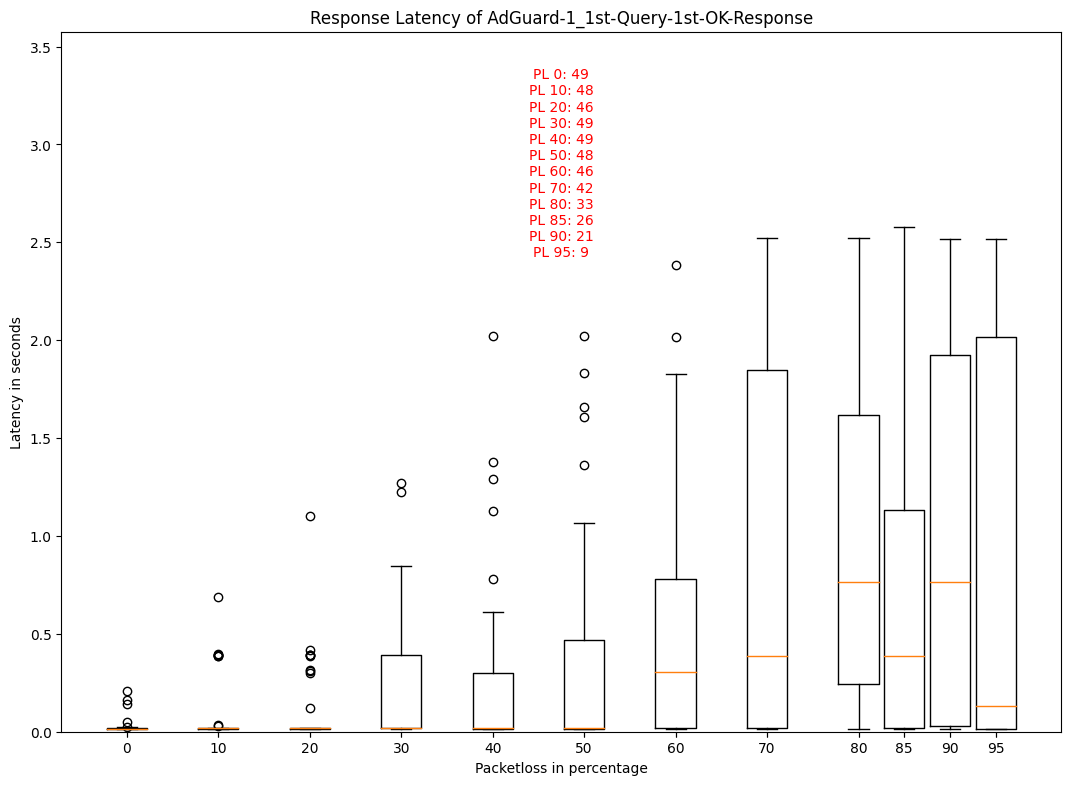 Response Latency of AdGuard-1_1st-Query-1st-OK-Response
3.5
3.0
2.5
2.0
1.5
1.0
0.5
0.0
Latency in seconds
PL 0: 49
PL 10: 48
PL 20: 46
PL 30: 49
PL 40: 49
PL 50: 48
PL 60: 46
PL 70: 42
PL 80: 33
PL 85: 26
PL 90: 21
PL 95: 9
0 10 20 30 40 50 60 70 80 85 90 95
Packetloss in percentage